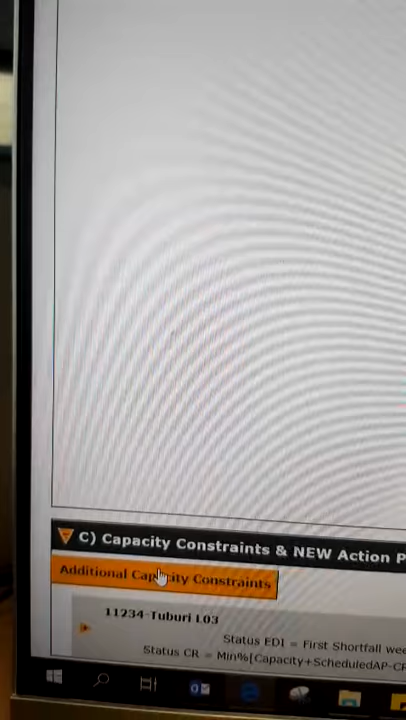 C) Capacity Constraints & NEW Action P
Additional Capacity Constraints
11234-Tuburi L03
Status EDI = First Shortfall wee
Status CR = Min%[Capacity+ScheduledAP-CR